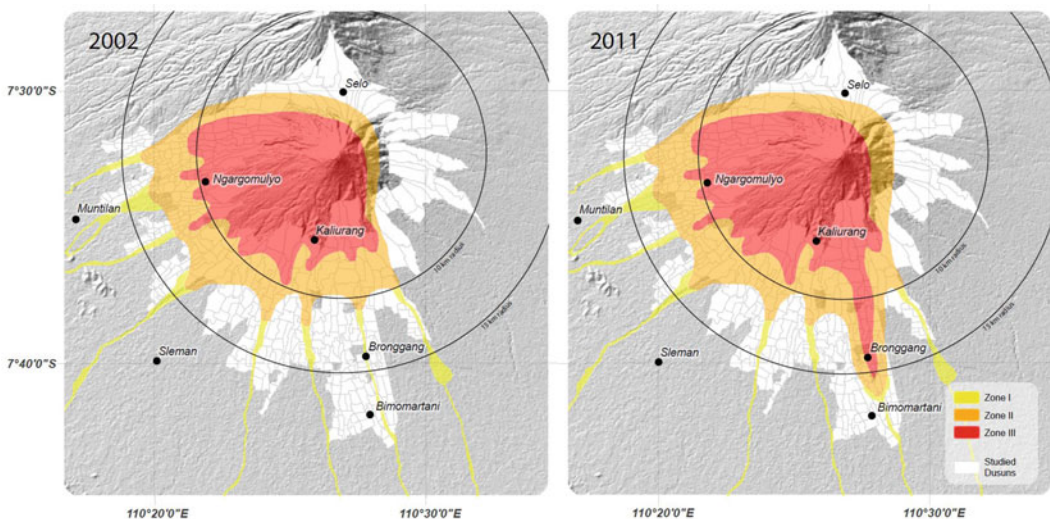 2002
7°30'0"S
7°40'0"S
Selo
Ngargomulyo
Muntilan
Kaliurang
10 km radius
15 km radius
Sleman
Bronggang
Bimomartani
110°20'0"E
110°30'0"E
2011
Selo
Ngargomulyo
Muntilan
Kaliurang
10 km radius
15 km radius
Sleman
Bronggang
Bimomartani
Zone I
Zone II
Zone III
Studied
Dusuns
110°20'0"E
110°30'0"E